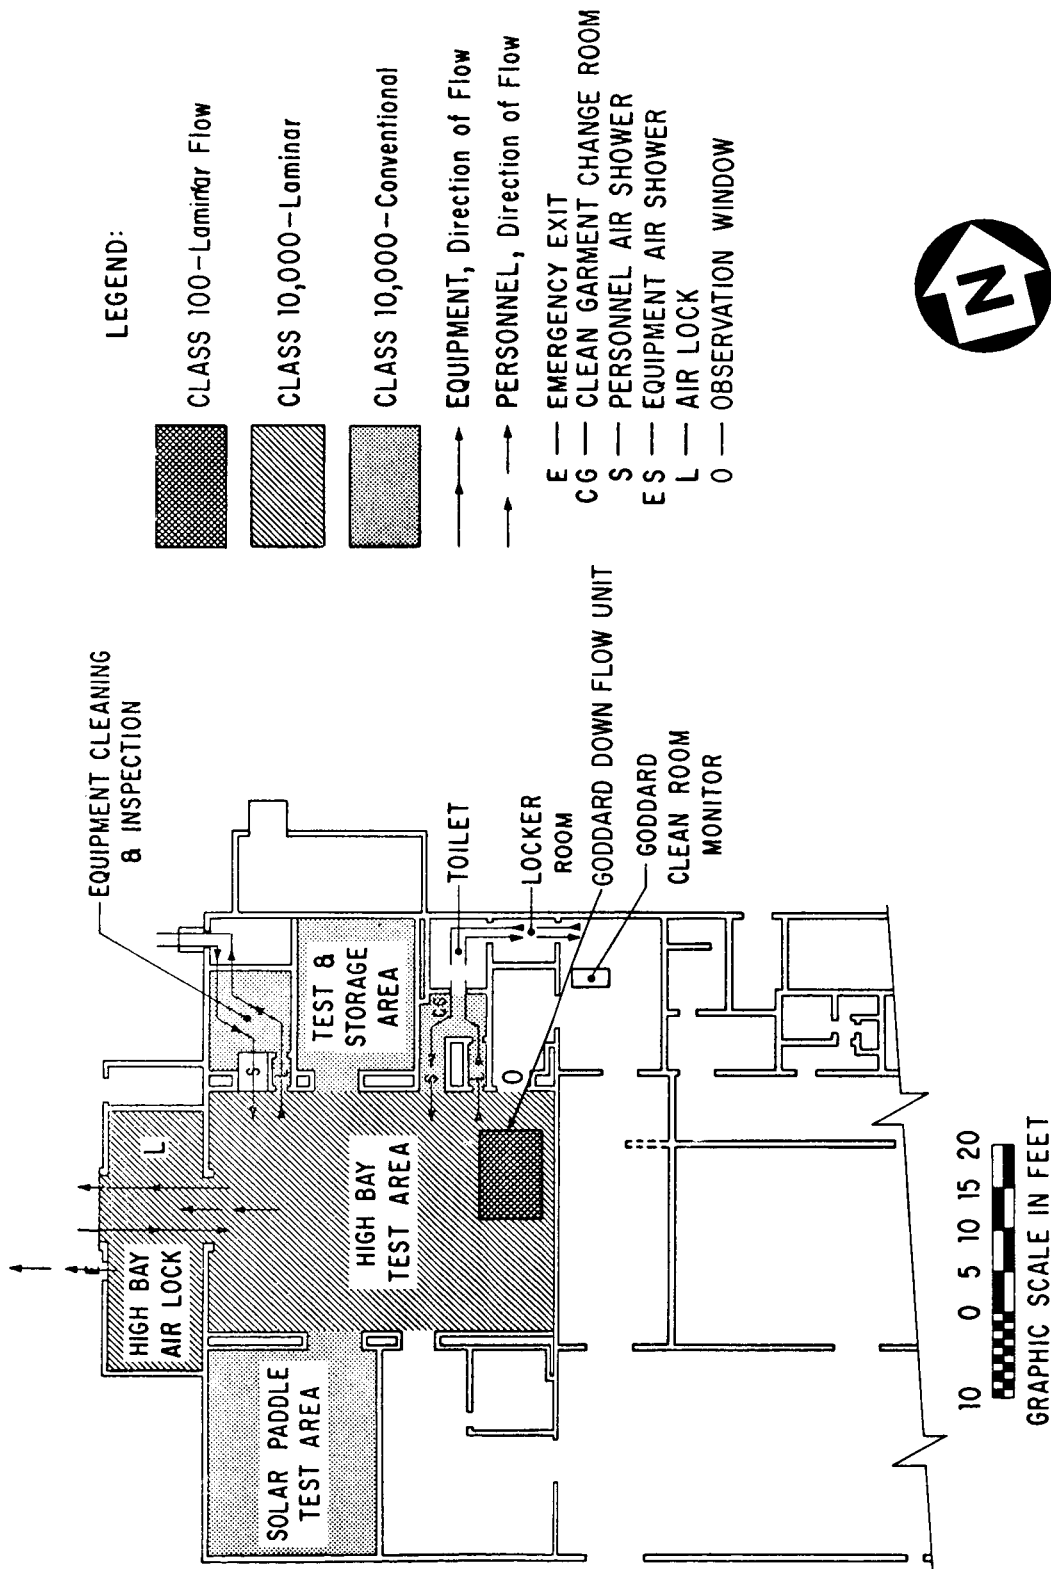 LEGEND:
CLASS 100-Laminar Flow
CLASS 10,000-Laminar
CLASS 10,000-Conventional
EQUIPMENT, Direction of Flow
PERSONNEL, Direction of Flow
E — EMERGENCY EXIT
CG — CLEAN GARMENT CHANGE ROOM
S — PERSONNEL AIR SHOWER
ES — EQUIPMENT AIR SHOWER
L — AIR LOCK
O — OBSERVATION WINDOW
N
EQUIPMENT CLEANING
& INSPECTION
TOILET
LOCKER
ROOM
GODDARD DOWN FLOW UNIT
GODDARD
CLEAN ROOM
MONITOR
TEST &
STORAGE
AREA
S
CG
S
O
L
E
HIGH BAY
AIR LOCK
HIGH BAY
TEST AREA
SOLAR PADDLE
TEST AREA
10 0 5 10 15 20
GRAPHIC SCALE IN FEET